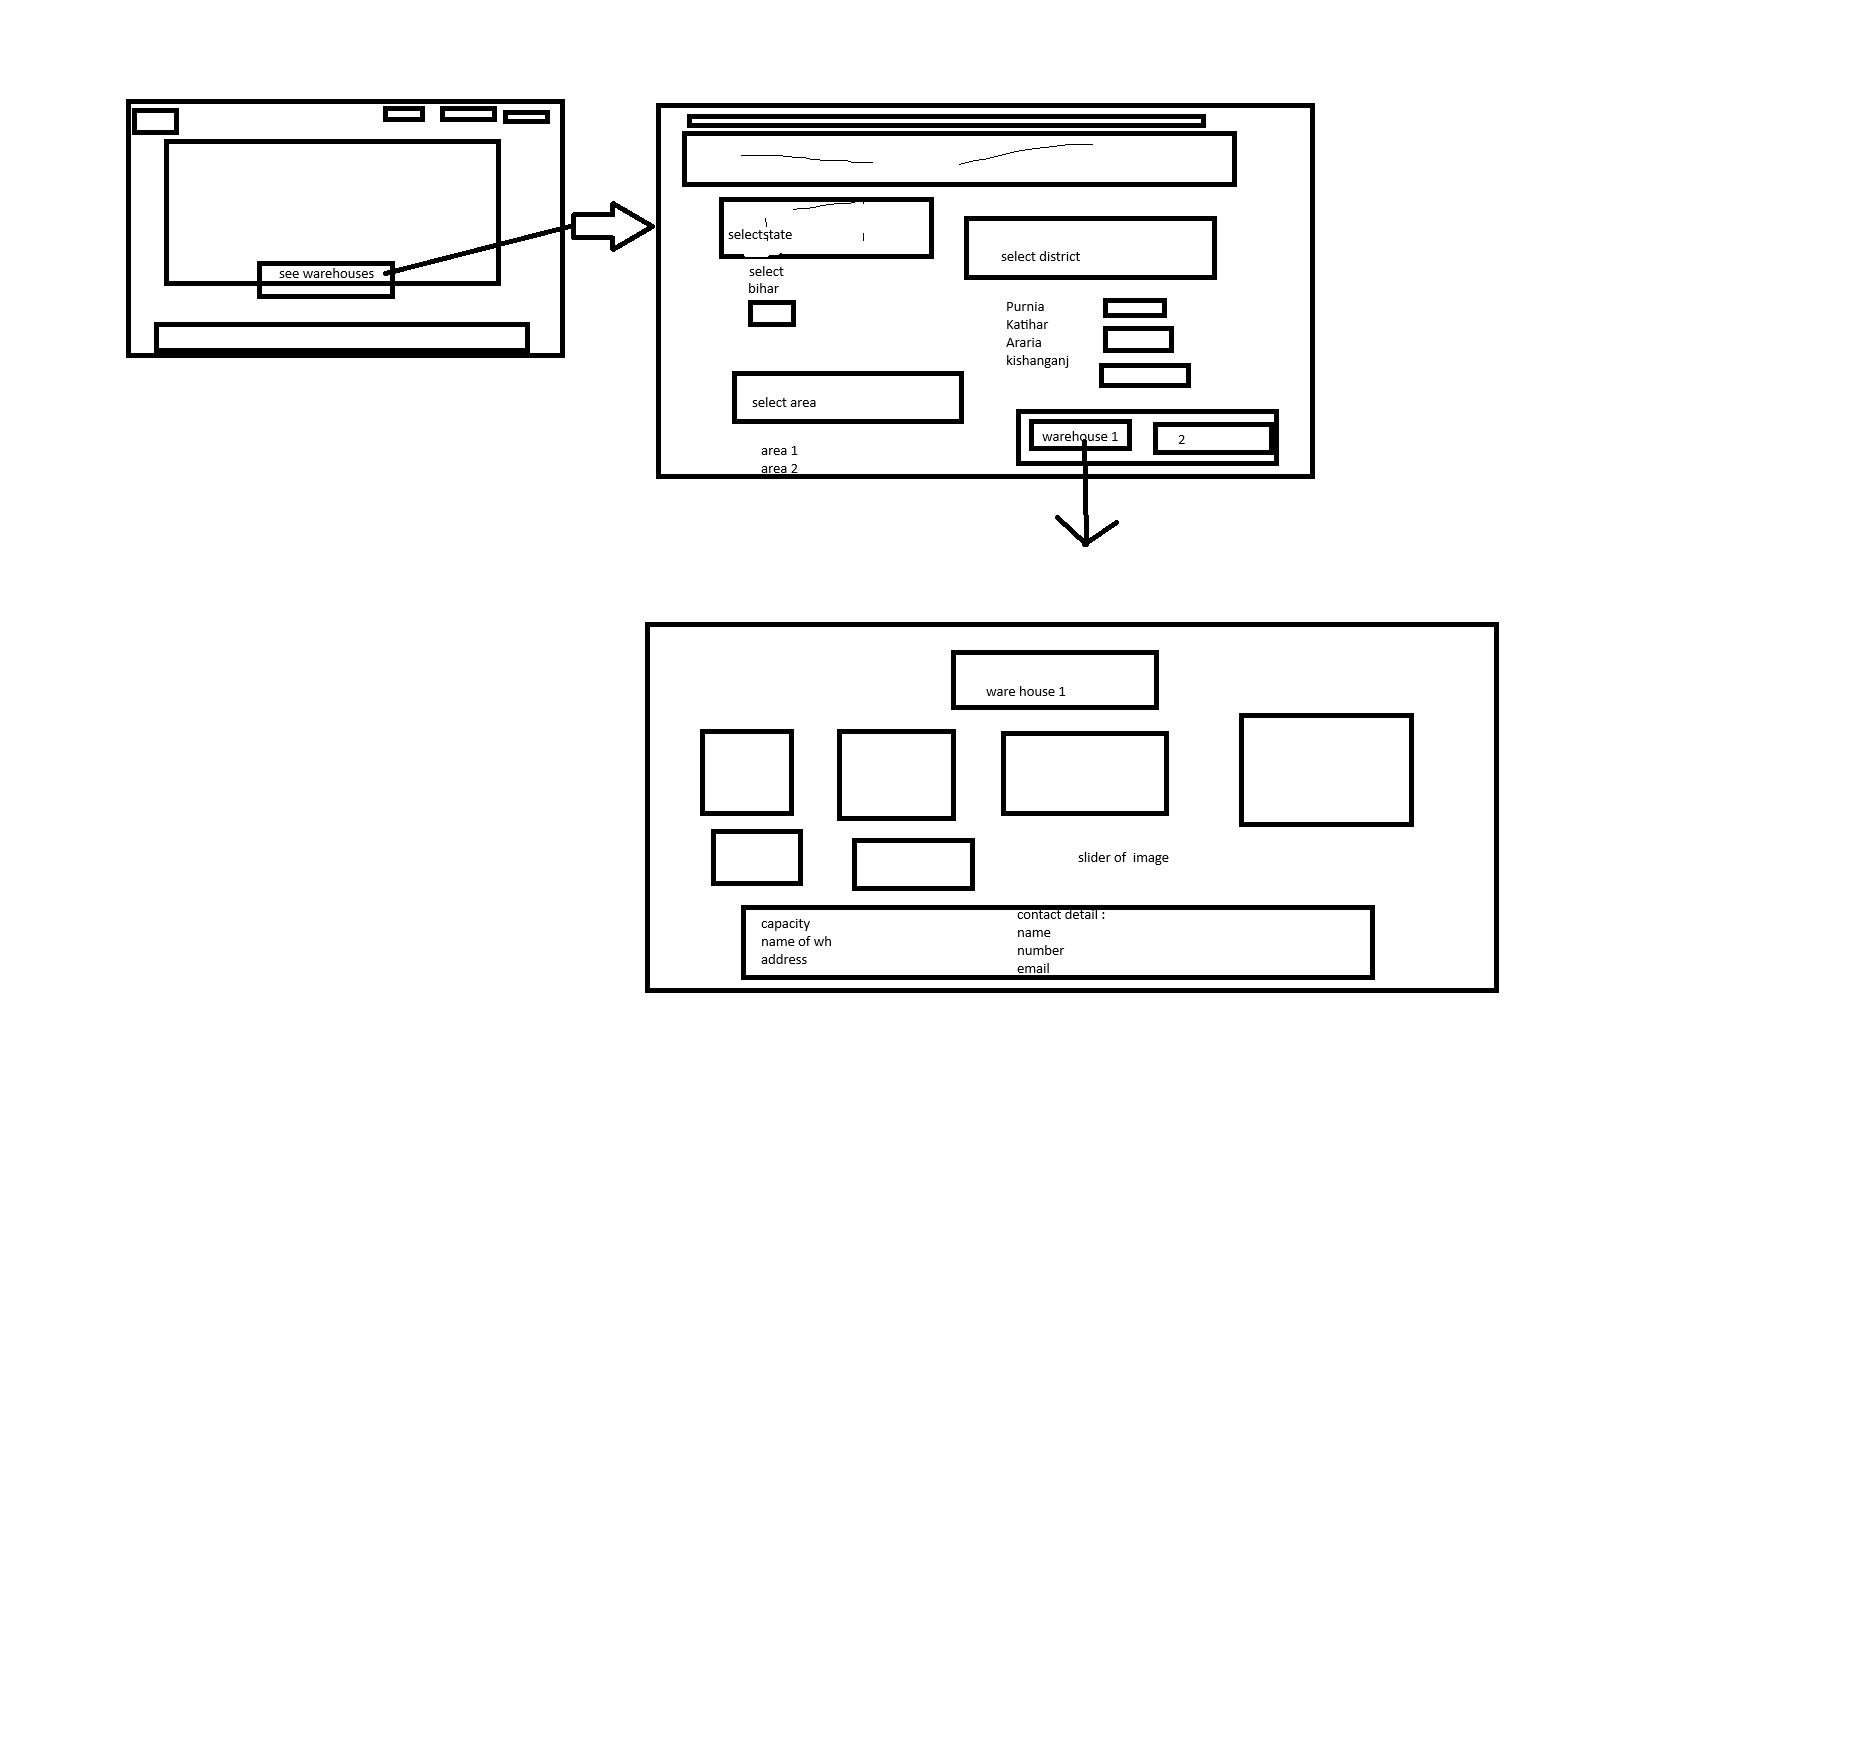 see warehouses
selectstate
select district
select
bihar
Purnia
Katihar
Araria
kishanganj
select area
area 1
area 2
warehouse 1
2
ware house 1
slider of  image
capacity
name of wh
address
contact detail :
name
number
email